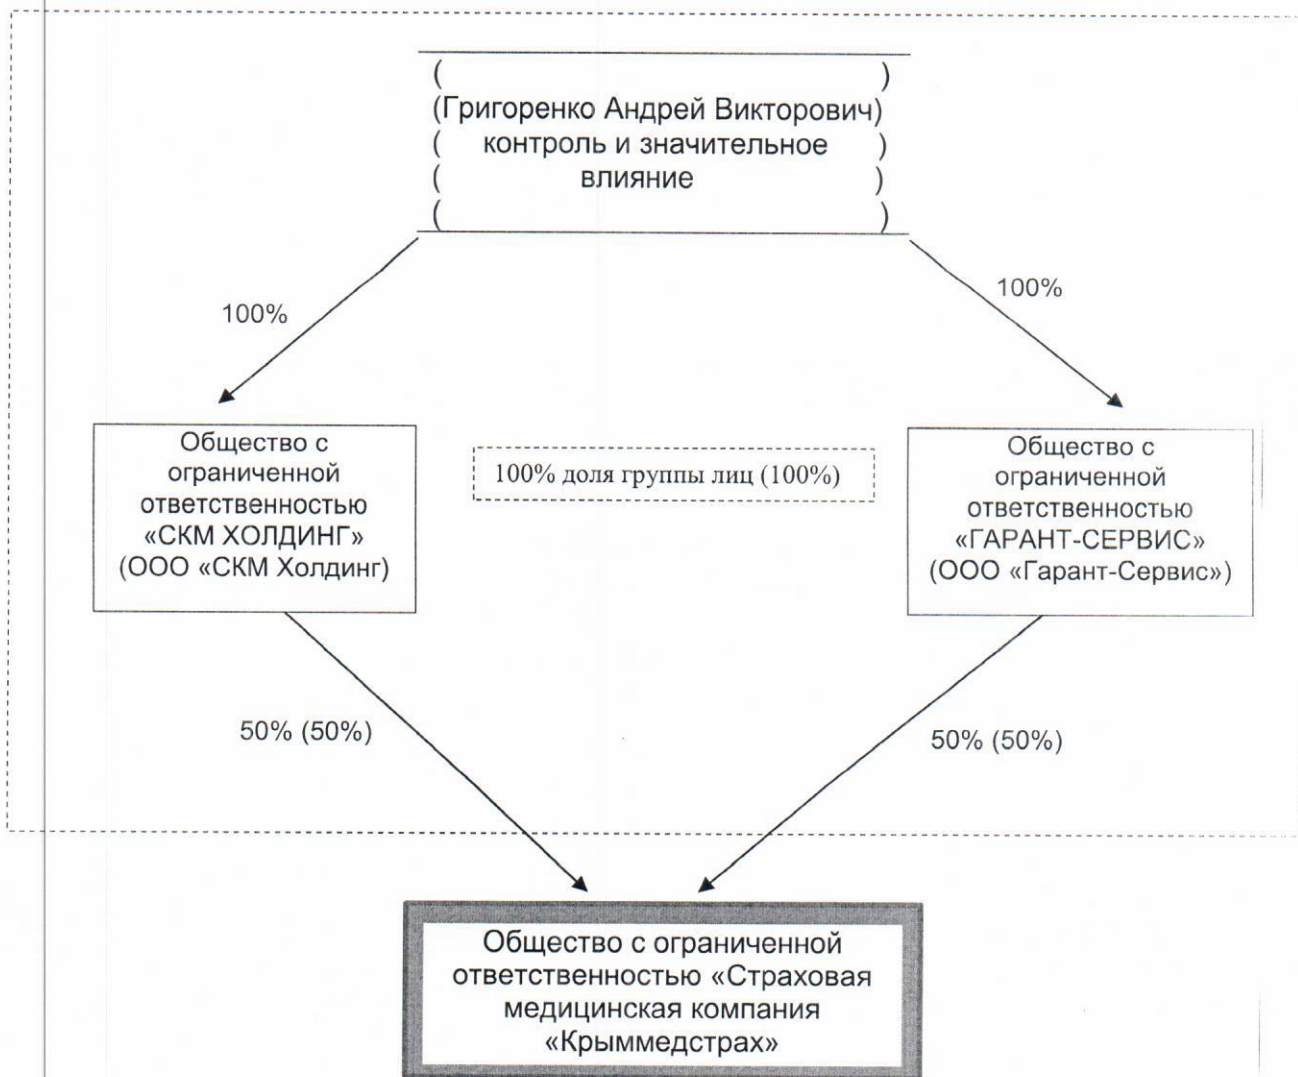 (                                        )
(Григоренко Андрей Викторович)
(     контроль и значительное      )
(                 влияние                     )
(                                        )
100%
100%
Общество с
ограниченной
ответственностью
«СКМ ХОЛДИНГ»
(ООО «СКМ Холдинг)
100% доля группы лиц (100%)
Общество с
ограниченной
ответственностью
«ГАРАНТ-СЕРВИС»
(ООО «Гарант-Сервис»)
50% (50%)
50% (50%)
Общество с ограниченной
ответственностью «Страховая
медицинская компания
«Крыммедстрах»